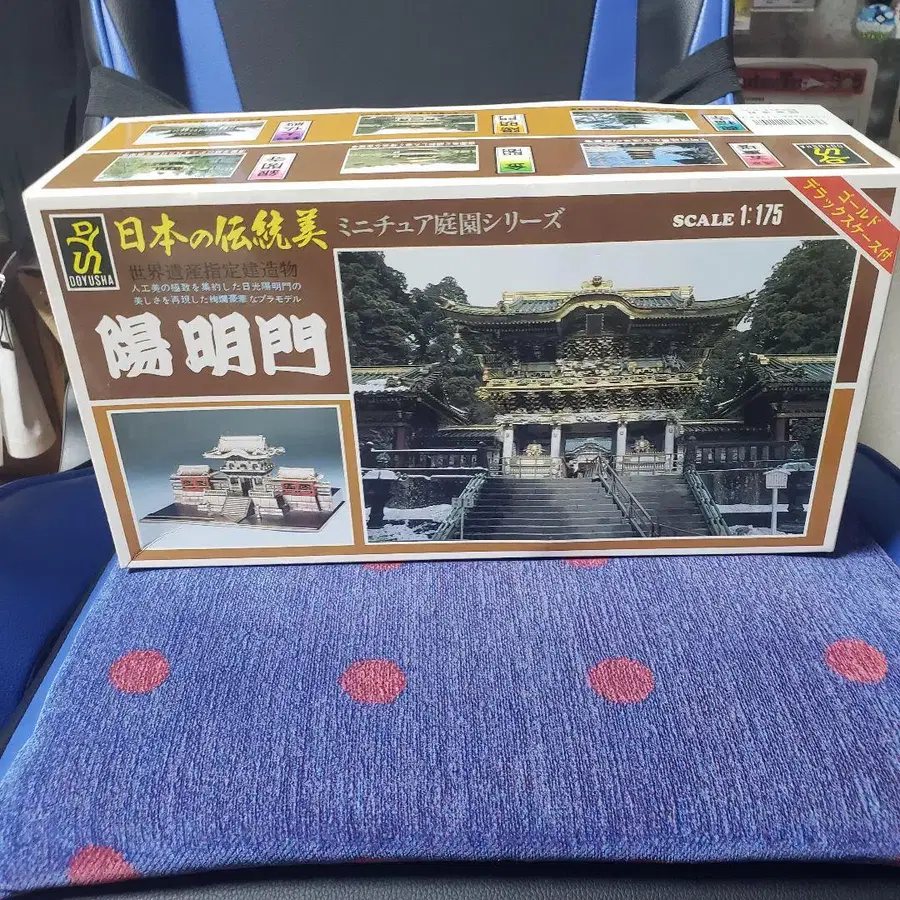 DOYUSHA
日本の伝統美 ミニチュア庭園シリーズ
SCALE 1:175
ゴールド
デラックスケース付
世界遺産指定建造物
人工美の極致を集約した日光陽明門の
美しさを再現した絢爛豪華なプラモデル
陽明門